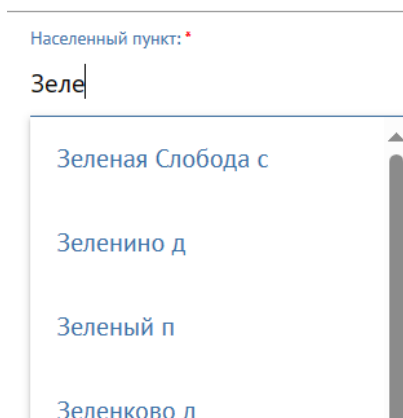 Населенный пункт: *
Зеле
Зеленая Слобода с
Зеленино д
Зеленый п
Зеленково д